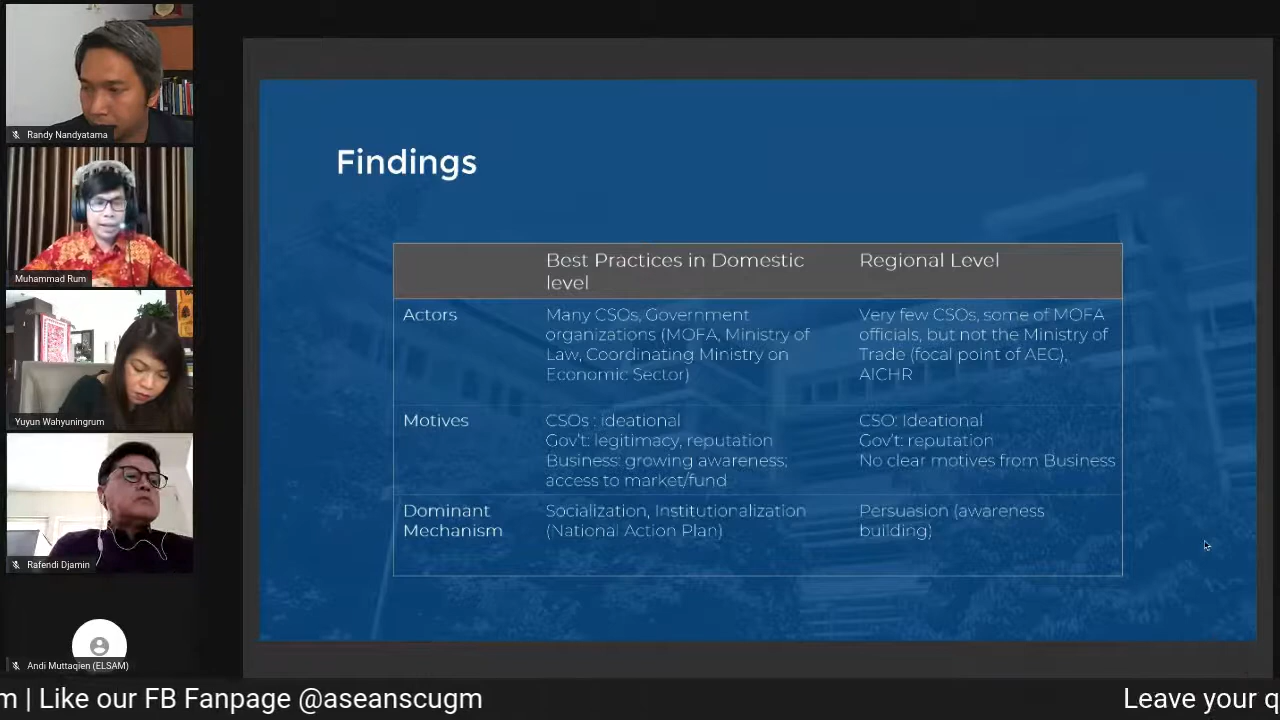 Randy Nandyatama
Muhammad Rum
Yuyun Wahyuningrum
Rafendi Djamin
Andi Muttaqien (ELSAM)
Findings
Best Practices in Domestic
level
Regional Level
Actors
Many CSOs, Government
organizations (MOFA, Ministry of
Law, Coordinating Ministry on
Economic Sector)
Very few CSOs, some of MOFA
officials, but not the Ministry of
Trade (focal point of AEC),
AICHR
Motives
CSOs : ideational
Gov't: legitimacy, reputation
Business: growing awareness;
access to market/fund
CSO: Ideational
Gov't: reputation
No clear motives from Business
Dominant
Mechanism
Socialization, Institutionalization
(National Action Plan)
Persuasion (awareness
building)
m | Like our FB Fanpage @aseanscugm
Leave your q